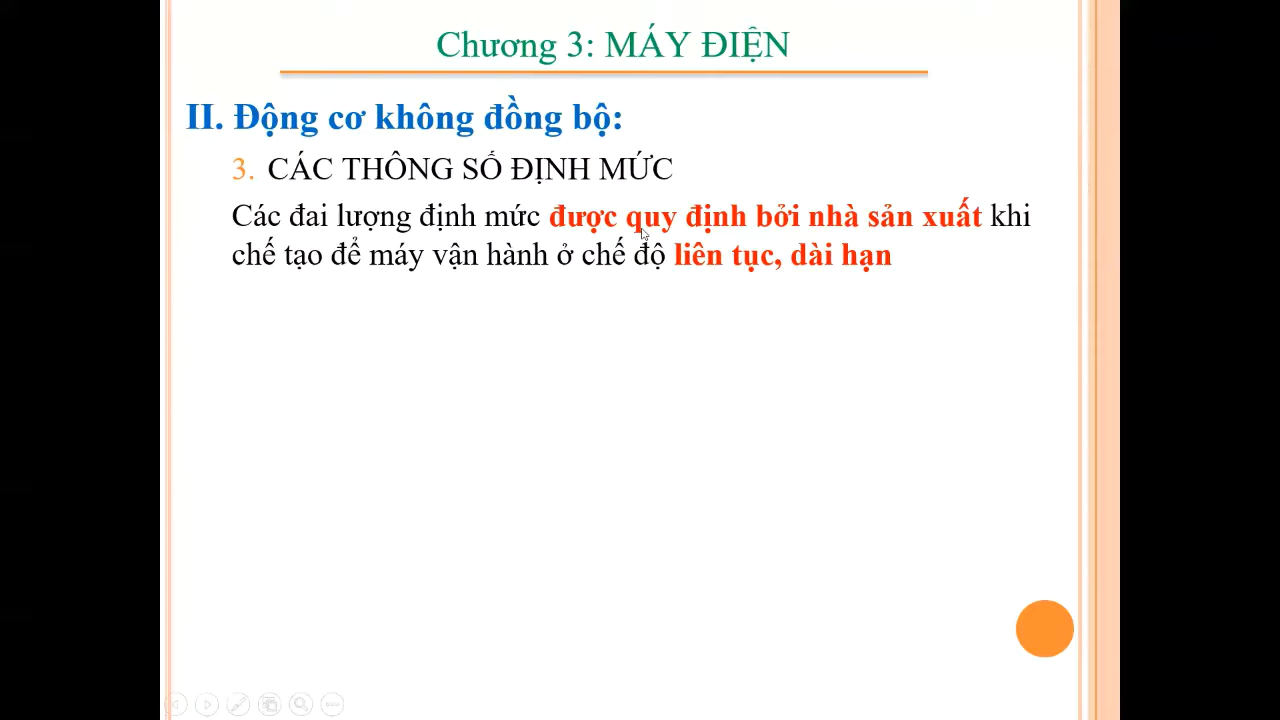 Chương 3: MÁY ĐIỆN
II. Động cơ không đồng bộ:
3. CÁC THÔNG SỐ ĐỊNH MỨC
Các đai lượng định mức được quy định bởi nhà sản xuất khi
chế tạo để máy vận hành ở chế độ liên tục, dài hạn